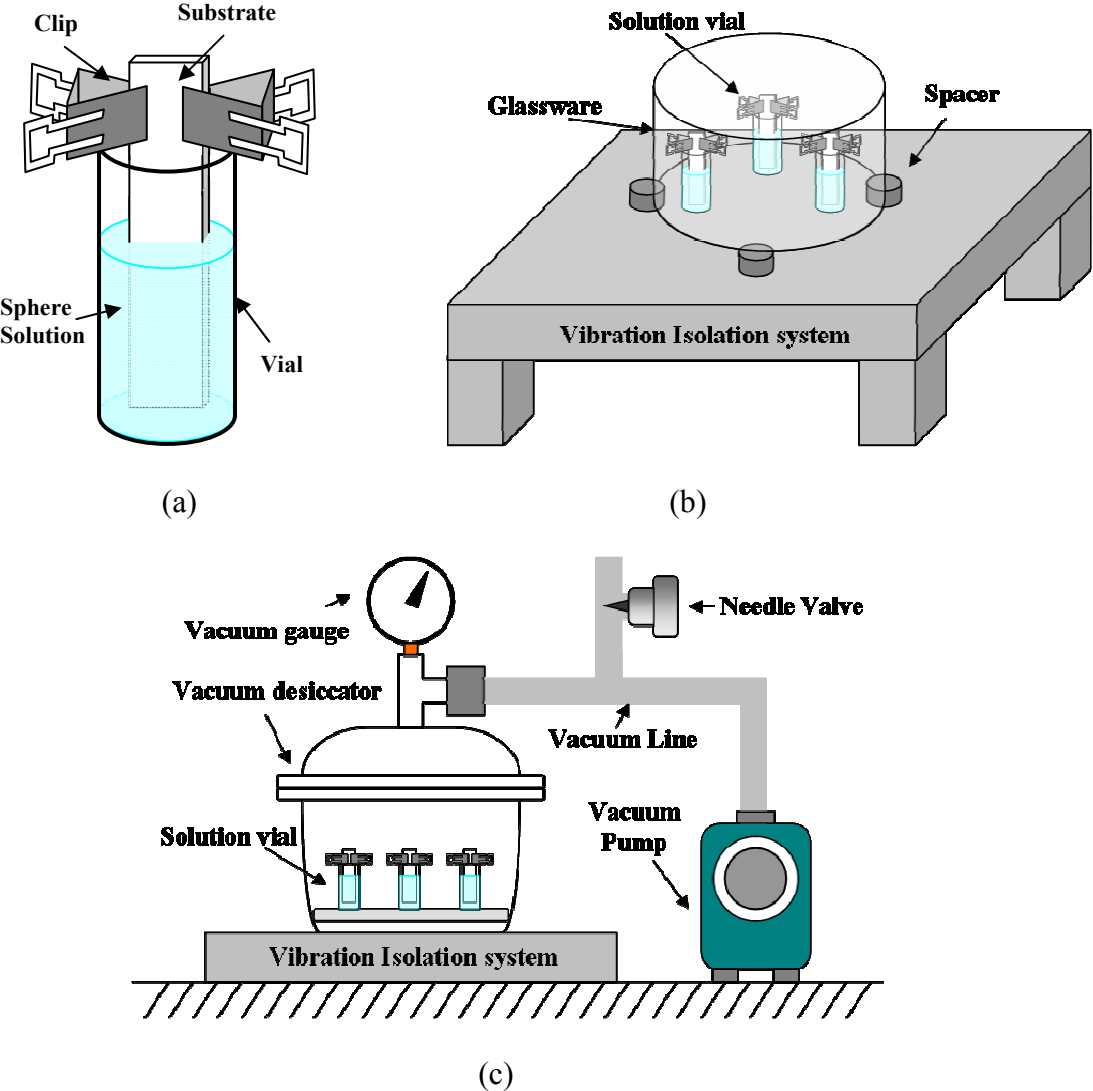 Clip
Substrate
Sphere
Solution
Vial
(a)
Solution vial
Glassware
Spacer
Vibration Isolation system
(b)
Vacuum gauge
Needle Valve
Vacuum desiccator
Vacuum Line
Solution vial
Vacuum
Pump
Vibration Isolation system
(c)